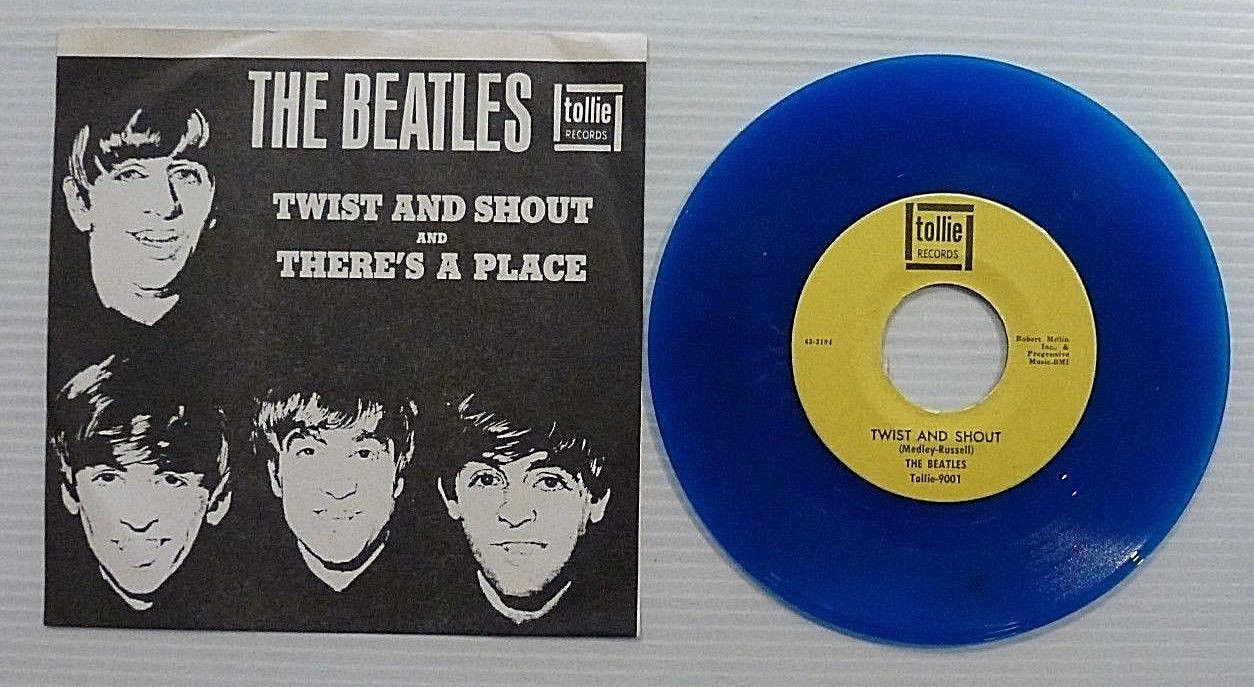 THE BEATLES
tollie
RECORDS
TWIST AND SHOUT
AND
THERE'S A PLACE
tollie
RECORDS
63-3194
Robert Mellin
Inc., &
Progressive
Music-BMI
TWIST AND SHOUT
(Medley-Russell)
THE BEATLES
Tollie-9001